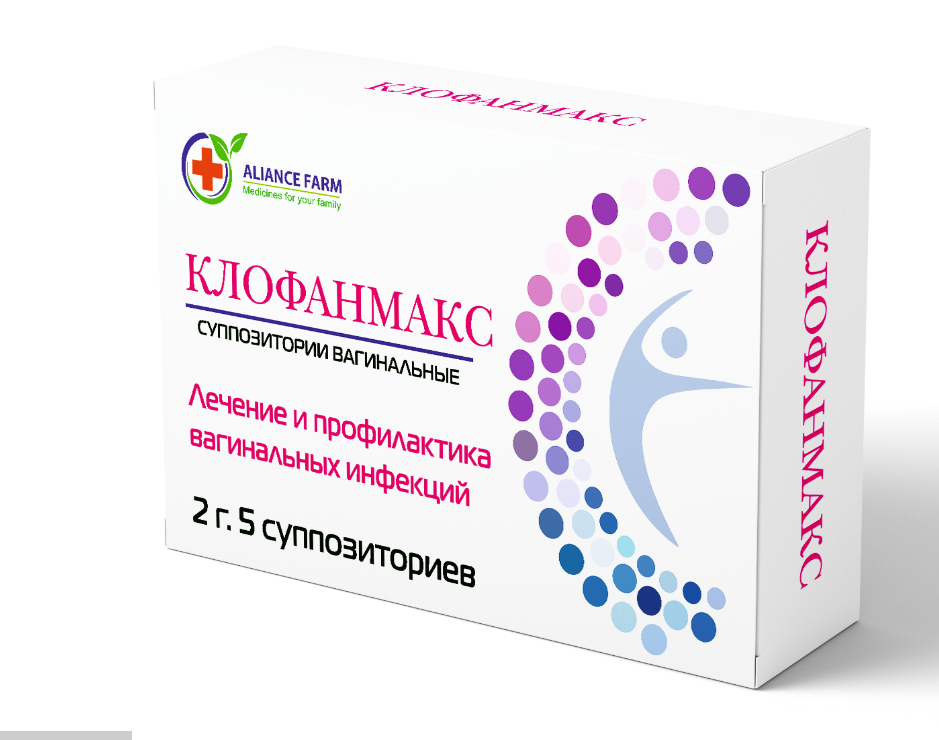 КЛОФАНМАКС
ALIANCE FARM
Medicines for your family
КЛОФАНМАКС
СУППОЗИТОРИИ ВАГИНАЛЬНЫЕ
Лечение и профилактика
вагинальных инфекций
2 г. 5 суппозиториев
КЛОФАНМАКС